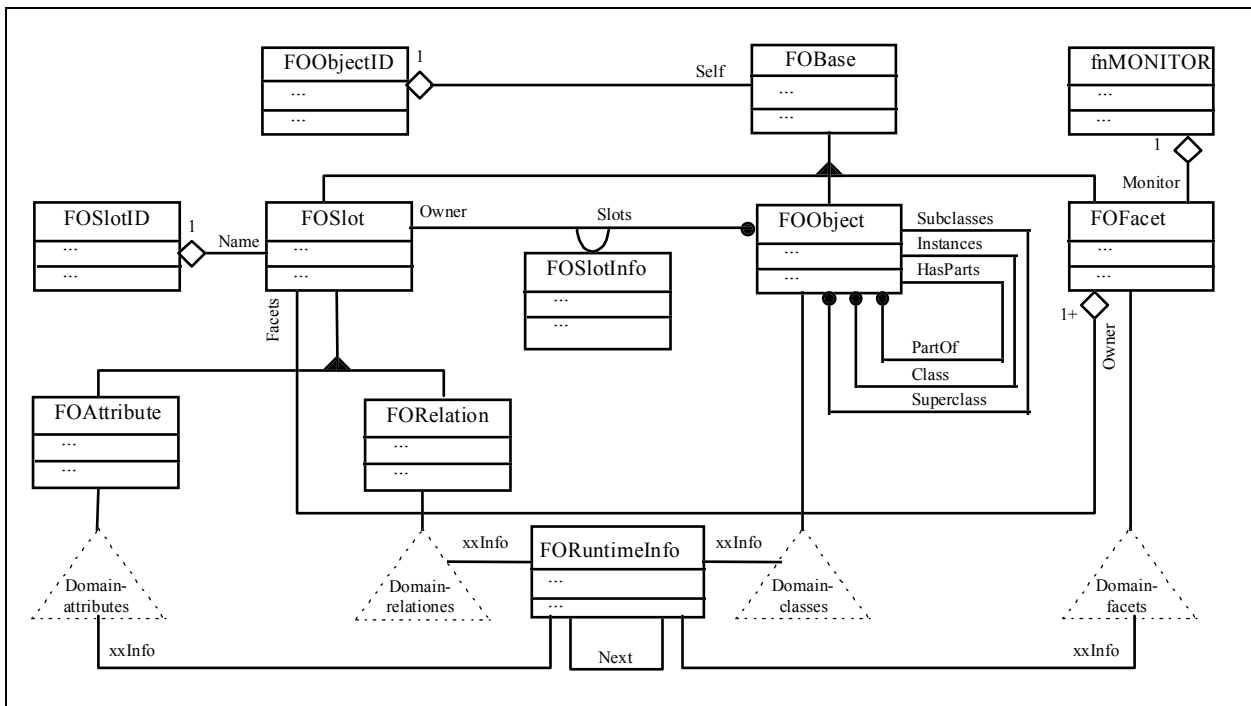 FOObjectID
...
...
1
Self
FOBase
...
...
fnMONITOR
...
...
1
Monitor
FOSlotID
...
...
1
Name
FOSlot
...
...
Owner
Slots
FOSlotInfo
...
...
FOObject
...
...
Subclasses
Instances
HasParts
PartOf
Class
Superclass
FOFacet
...
...
1+
Owner
Facets
FOAttribute
...
...
FORelation
...
...
Domain-
attributes
Domain-
relationes
xxInfo
FORuntimeInfo
...
...
xxInfo
Domain-
classes
Domain-
facets
xxInfo
Next
xxInfo